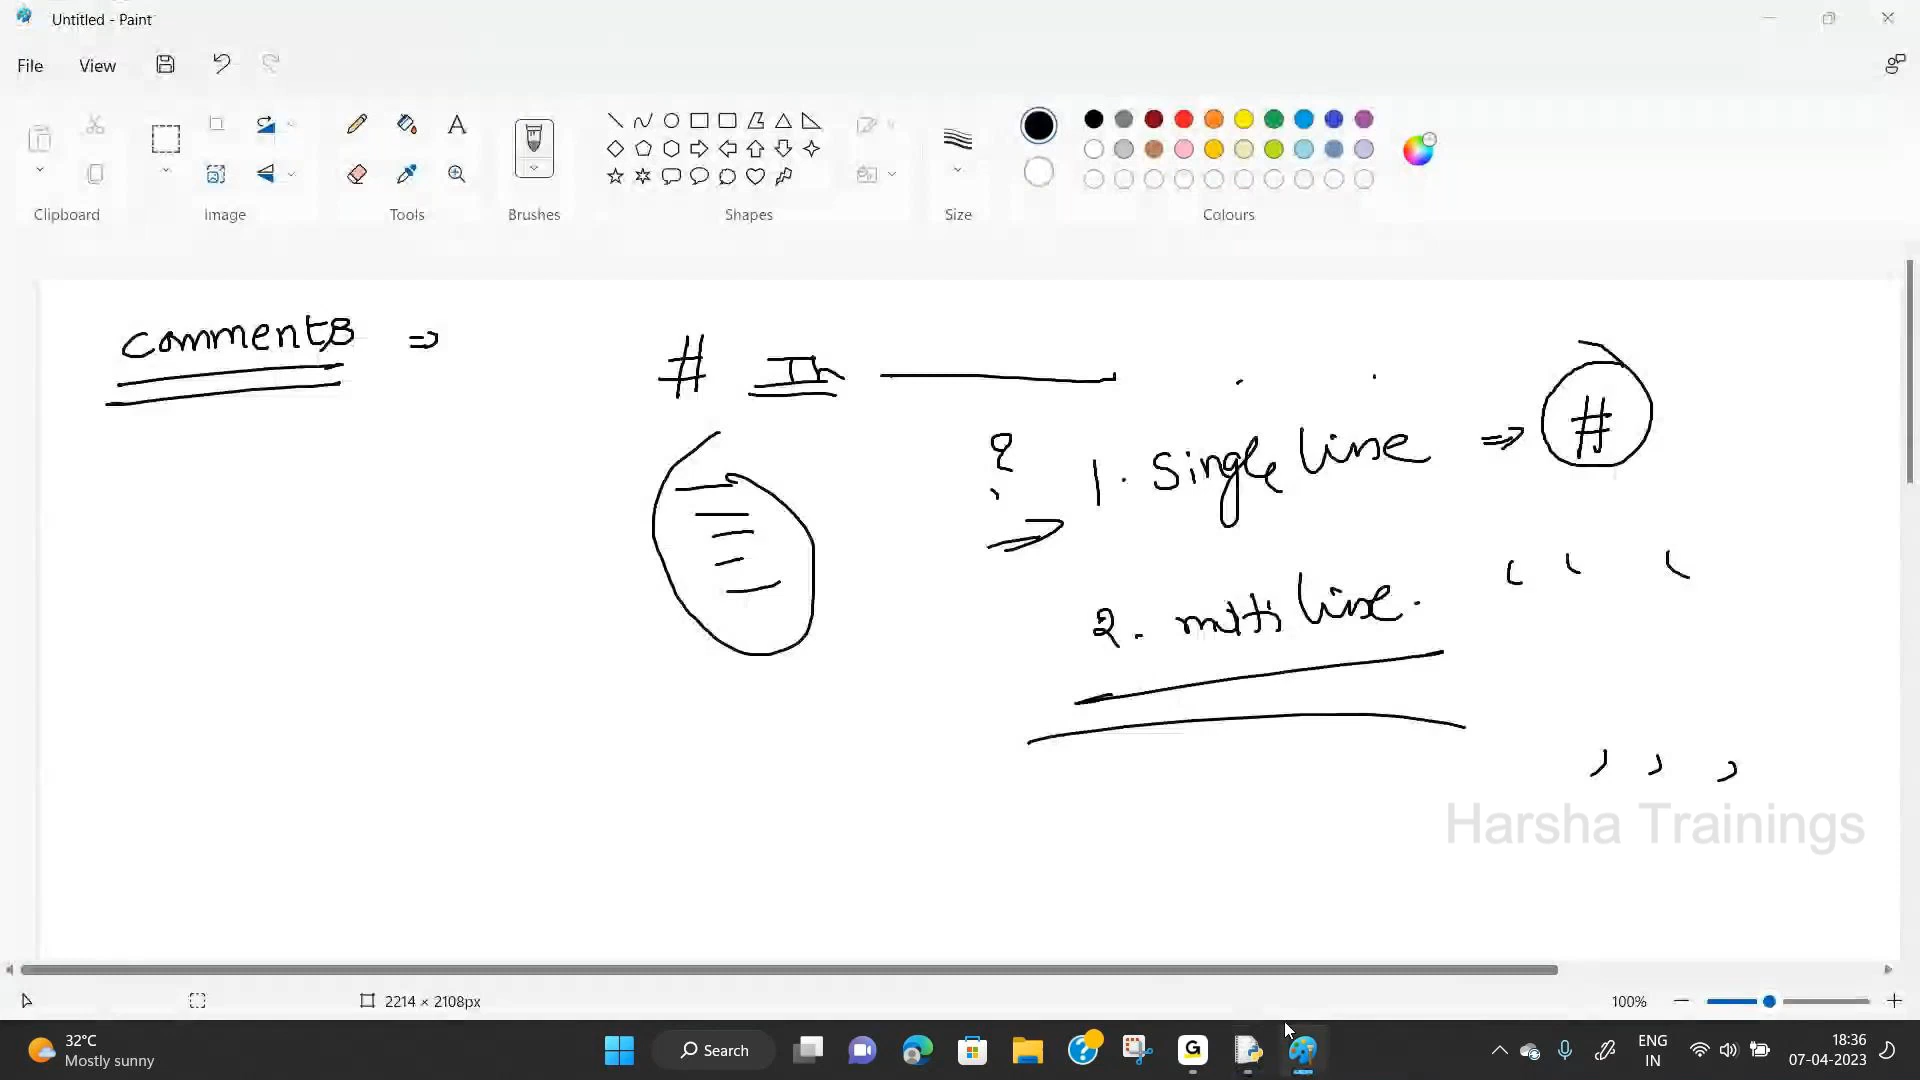 Untitled - Paint
File View
Clipboard Image Tools Brushes Shapes Size Colours
comments ⇒
# Th
?
⇒ 1. Single line ⇒ #
2. multi line. ‘ ‘ ‘
’ ’ ’
Harsha Trainings
2214 × 2108px 100%
32°C
Mostly sunny
Search
ENG
IN
18:36
07-04-2023